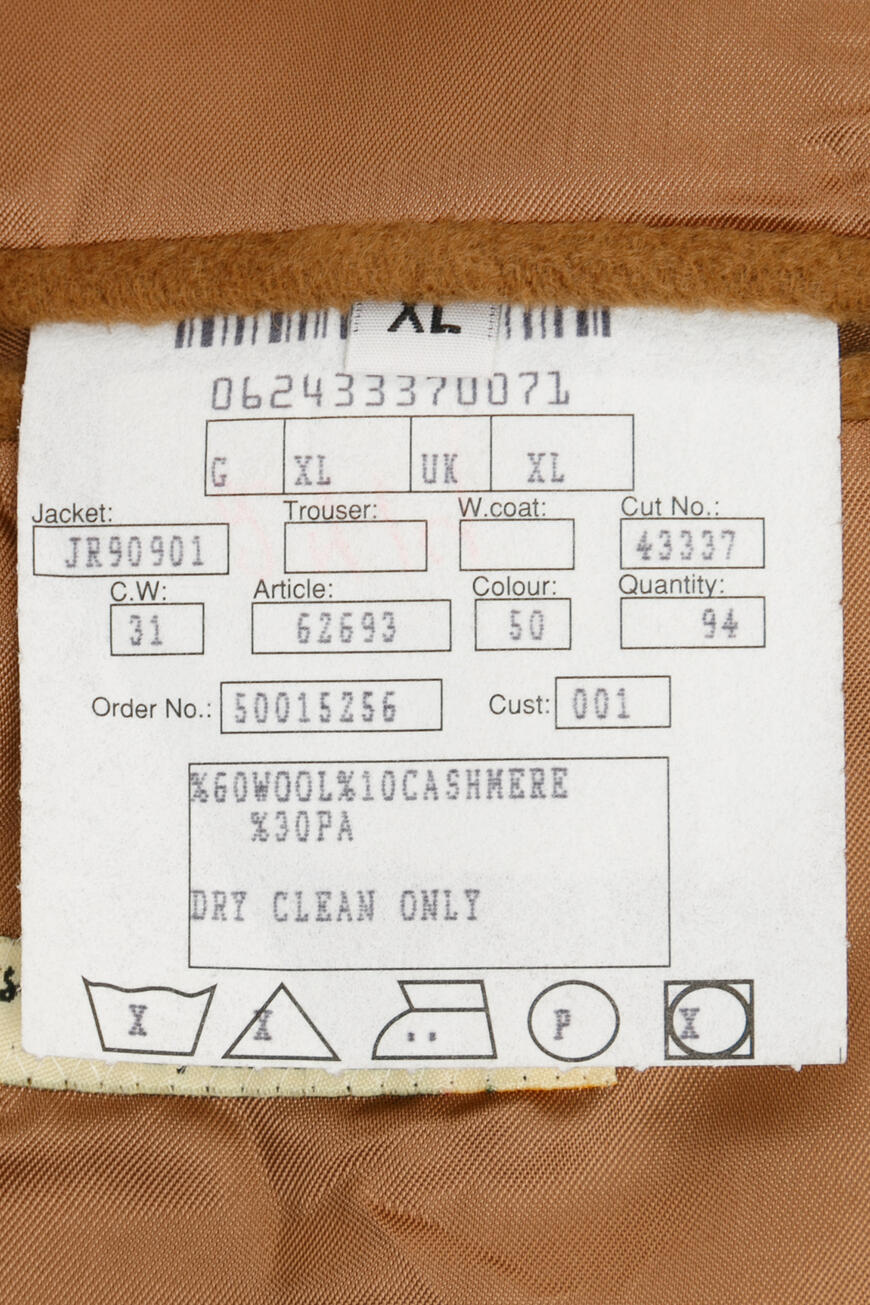 XL
062433370071
G XL UK XL
Jacket: Trouser: W.coat: Cut No.:
JR90901 43337
C.W: Article: Colour: Quantity:
31 62693 50 94
Order No.: 50015256 Cust: 001
%60WOOL%10CASHMERE
%30PA
DRY CLEAN ONLY
X X .. P X